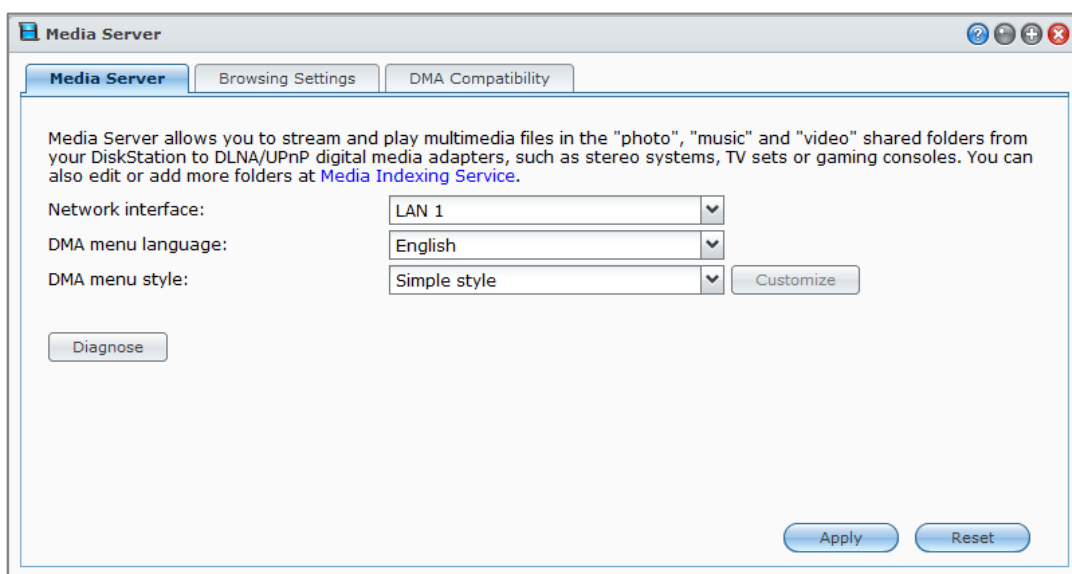 Media Server
Media Server
Browsing Settings
DMA Compatibility
Media Server allows you to stream and play multimedia files in the "photo", "music" and "video" shared folders from
your DiskStation to DLNA/UPnP digital media adapters, such as stereo systems, TV sets or gaming consoles. You can
also edit or add more folders at Media Indexing Service.
Network interface:
LAN 1
DMA menu language:
English
DMA menu style:
Simple style
Customize
Diagnose
Apply
Reset